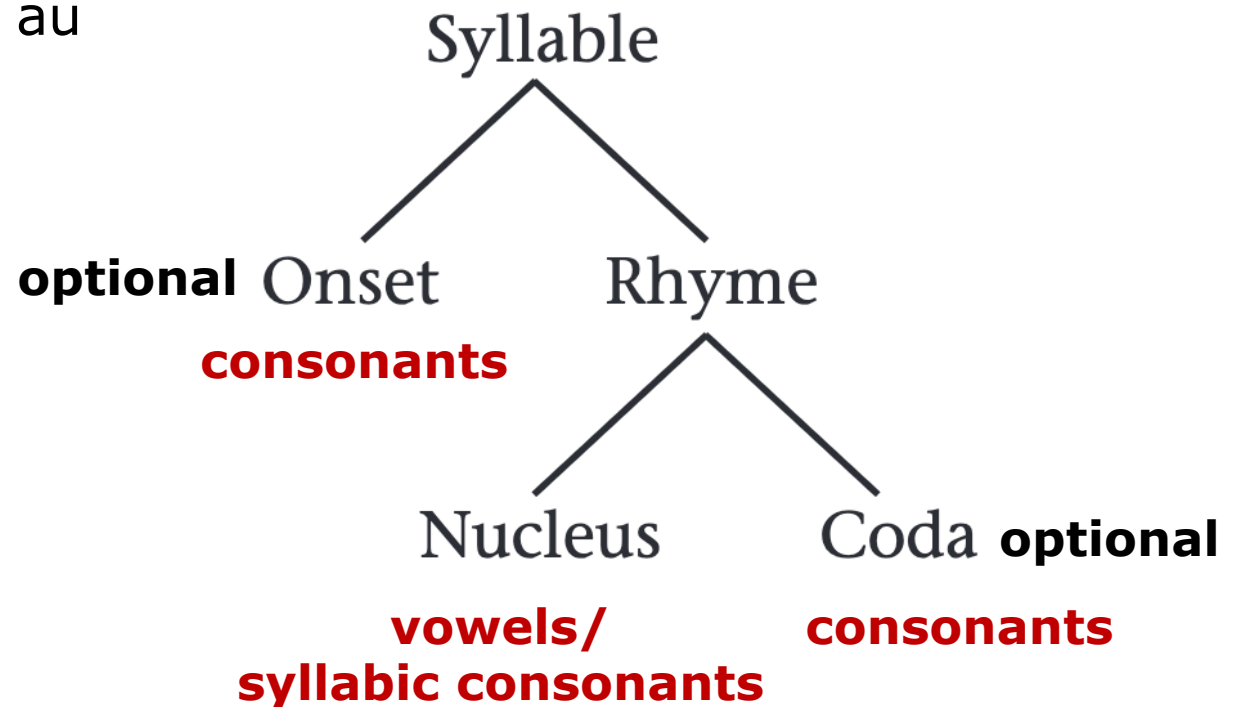 au
Syllable
optional Onset Rhyme
consonants
Nucleus Coda optional
vowels/ consonants
syllabic consonants